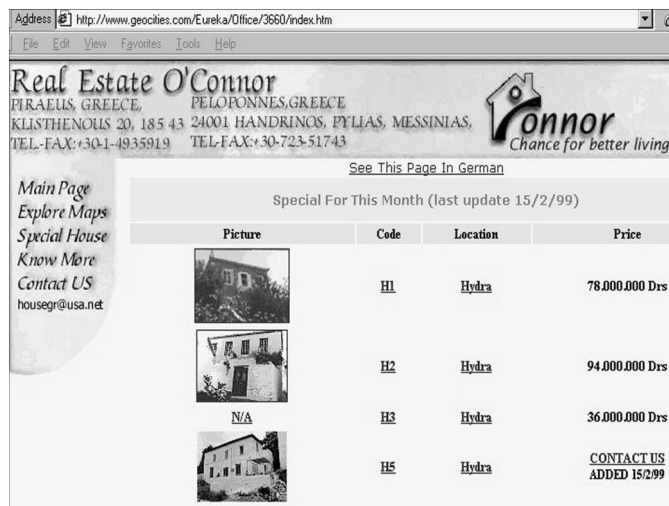 Address http://www.geocities.com/Eureka/Office/3660/index.htm
File Edit View Favorites Tools Help
Real Estate O'Connor
PIRAEUS, GREECE, PELOPONNES,GREECE
KLISTHENOUS 20, 185 43 24001 HANDRINOS, PYLIAS, MESSINIAS,
TEL.-FAX:+30-1-4935919 TEL-FAX:+30-723-51743
onnor
Chance for better living
See This Page In German
Main Page
Explore Maps
Special House
Know More
Contact US
housegr@usa.net
Special For This Month (last update 15/2/99)
Picture Code Location Price
H1 Hydra 78.000.000 Drs
H2 Hydra 94.000.000 Drs
N/A H3 Hydra 36.000.000 Drs
H5 Hydra CONTACT US
ADDED 15/2/99